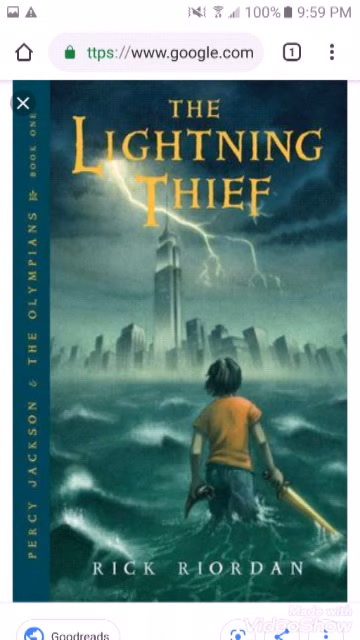 100% 9:59 PM
ttps://www.google.com
1
THE
LIGHTNING
THIEF
PERCY JACKSON & THE OLYMPIANS BOOK ONE
RICK RIORDAN
Goodreads
Made with
VideoShow